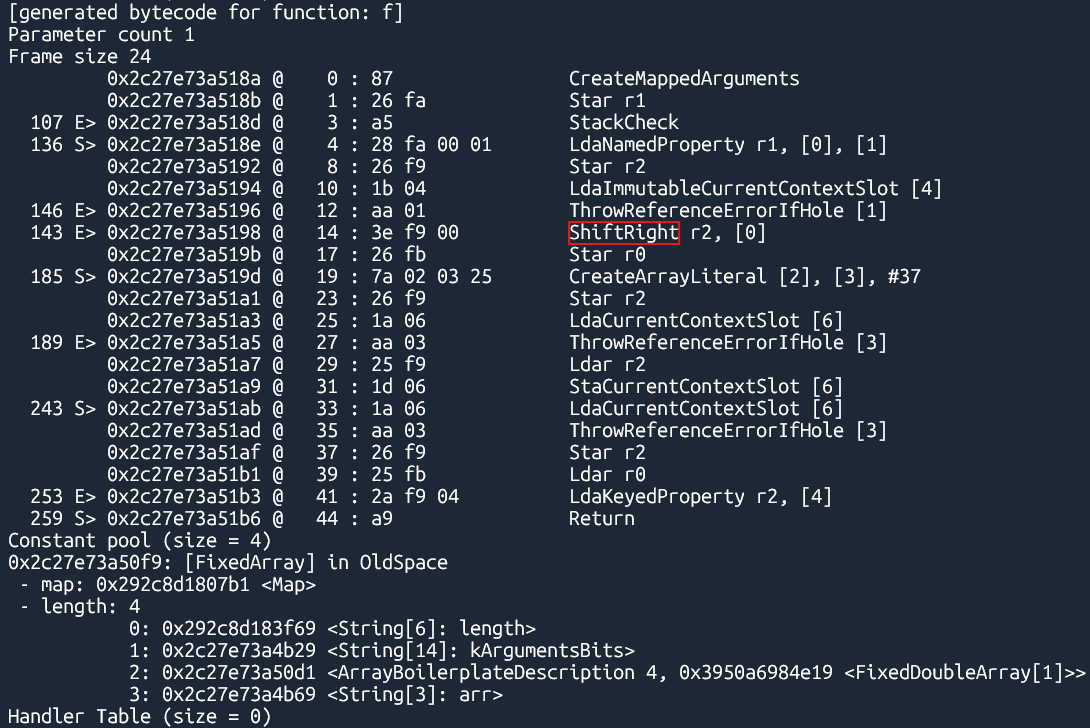 [generated bytecode for function: f]
Parameter count 1
Frame size 24
0x2c27e73a518a @ 0 : 87 CreateMappedArguments
0x2c27e73a518b @ 1 : 26 fa Star r1
107 E> 0x2c27e73a518d @ 3 : a5 StackCheck
136 S> 0x2c27e73a518e @ 4 : 28 fa 00 01 LdaNamedProperty r1, [0], [1]
0x2c27e73a5192 @ 8 : 26 f9 Star r2
0x2c27e73a5194 @ 10 : 1b 04 LdaImmutableCurrentContextSlot [4]
146 E> 0x2c27e73a5196 @ 12 : aa 01 ThrowReferenceErrorIfHole [1]
143 E> 0x2c27e73a5198 @ 14 : 3e f9 00 ShiftRight r2, [0]
0x2c27e73a519b @ 17 : 26 fb Star r0
185 S> 0x2c27e73a519d @ 19 : 7a 02 03 25 CreateArrayLiteral [2], [3], #37
0x2c27e73a51a1 @ 23 : 26 f9 Star r2
0x2c27e73a51a3 @ 25 : 1a 06 LdaCurrentContextSlot [6]
189 E> 0x2c27e73a51a5 @ 27 : aa 03 ThrowReferenceErrorIfHole [3]
0x2c27e73a51a7 @ 29 : 25 f9 Ldar r2
0x2c27e73a51a9 @ 31 : 1d 06 StaCurrentContextSlot [6]
243 S> 0x2c27e73a51ab @ 33 : 1a 06 LdaCurrentContextSlot [6]
0x2c27e73a51ad @ 35 : aa 03 ThrowReferenceErrorIfHole [3]
0x2c27e73a51af @ 37 : 26 f9 Star r2
0x2c27e73a51b1 @ 39 : 25 fb Ldar r0
253 E> 0x2c27e73a51b3 @ 41 : 2a f9 04 LdaKeyedProperty r2, [4]
259 S> 0x2c27e73a51b6 @ 44 : a9 Return
Constant pool (size = 4)
0x2c27e73a50f9: [FixedArray] in OldSpace
- map: 0x292c8d1807b1 <Map>
- length: 4
0: 0x292c8d183f69 <String[6]: length>
1: 0x2c27e73a4b29 <String[14]: kArgumentsBits>
2: 0x2c27e73a50d1 <ArrayBoilerplateDescription 4, 0x3950a6984e19 <FixedDoubleArray[1]>>
3: 0x2c27e73a4b69 <String[3]: arr>
Handler Table (size = 0)